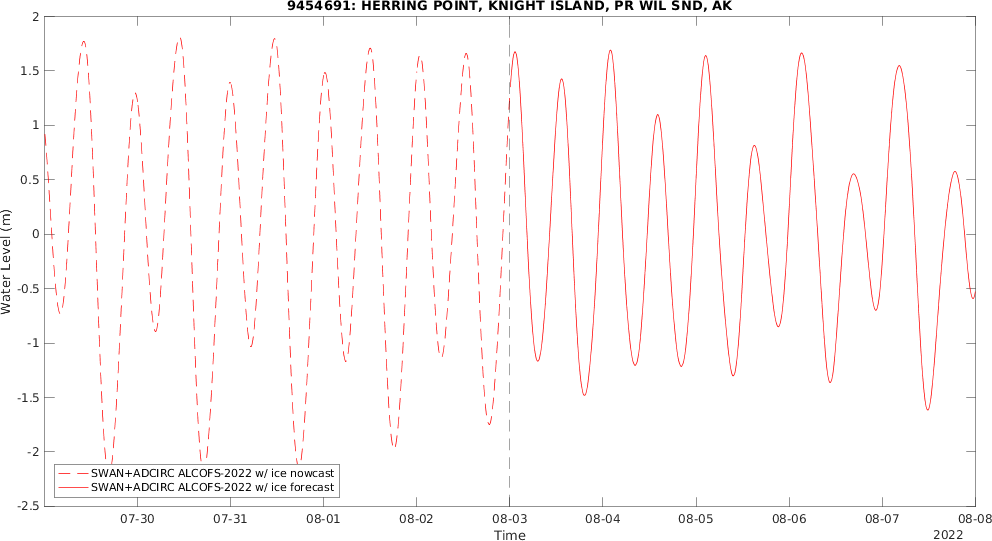 9454691: HERRING POINT, KNIGHT ISLAND, PR WIL SND, AK
2
1.5
1
0.5
0
-0.5
-1
-1.5
-2
-2.5
Water Level (m)
SWAN+ADCIRC ALCOFS-2022 w/ ice nowcast
SWAN+ADCIRC ALCOFS-2022 w/ ice forecast
07-30 07-31 08-01 08-02 08-03 08-04 08-05 08-06 08-07 08-08
Time
2022